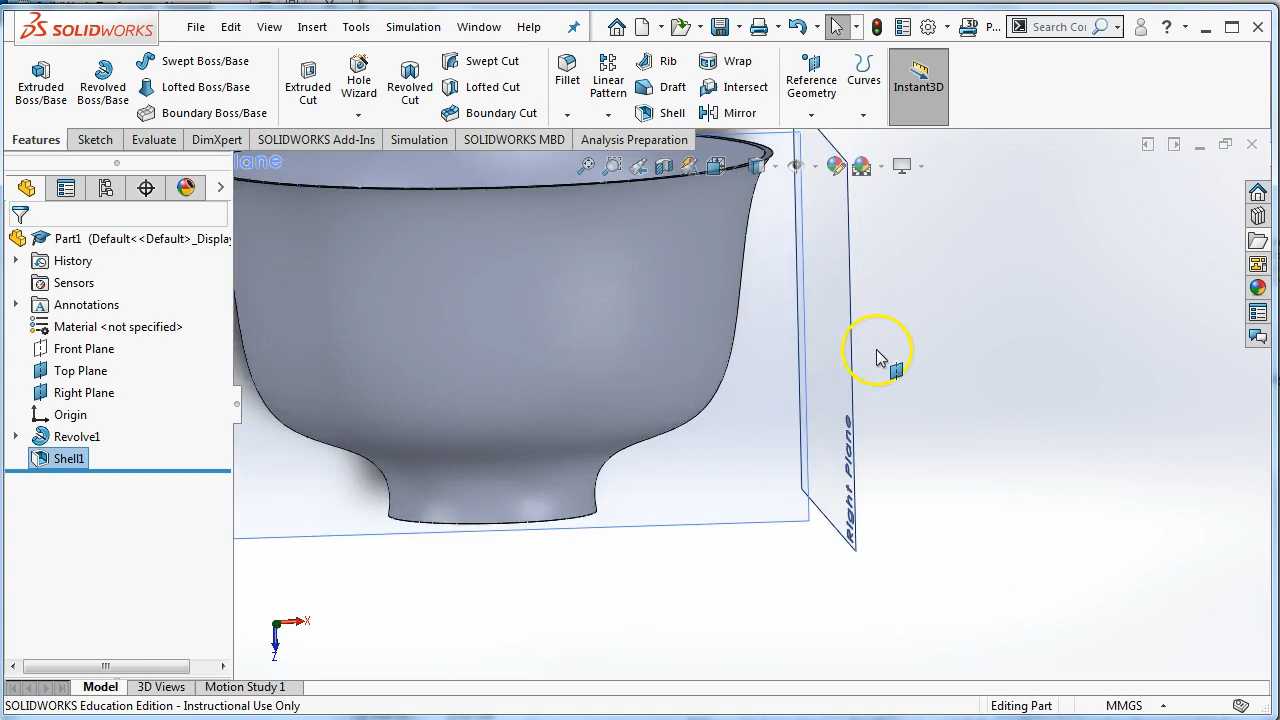 SOLIDWORKS File Edit View Insert Tools Simulation Window Help P... Search Co ?
Extruded Boss/Base
Revolved Boss/Base
Swept Boss/Base
Lofted Boss/Base
Boundary Boss/Base
Extruded Cut
Hole Wizard
Revolved Cut
Swept Cut
Lofted Cut
Boundary Cut
Fillet
Linear Pattern
Rib
Draft
Shell
Wrap
Intersect
Mirror
Reference Geometry
Curves
Instant3D
Features Sketch Evaluate DimXpert SOLIDWORKS Add-Ins Simulation SOLIDWORKS MBD Analysis Preparation
lane
Part1 (Default<<Default>_Display
History
Sensors
Annotations
Material <not specified>
Front Plane
Top Plane
Right Plane
Origin
Revolve1
Shell1
Right Plane
X
Z
Model 3D Views Motion Study 1
SOLIDWORKS Education Edition - Instructional Use Only Editing Part MMGS